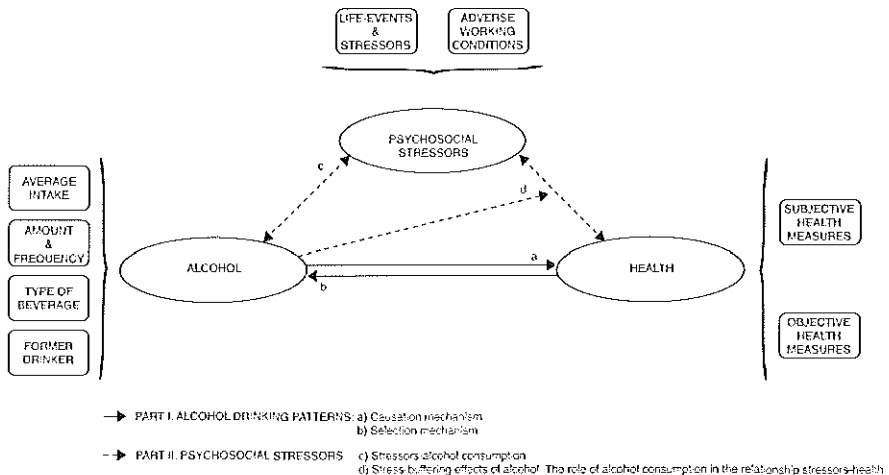 LIFE-EVENTS
&
STRESSORS
ADVERSE
WORKING
CONDITIONS
PSYCHOSOCIAL
STRESSORS
c
d
AVERAGE
INTAKE
AMOUNT
&
FREQUENCY
TYPE OF
BEVERAGE
FORMER
DRINKER
ALCOHOL
a
b
HEALTH
SUBJECTIVE
HEALTH
MEASURES
OBJECTIVE
HEALTH
MEASURES
PART I. ALCOHOL DRINKING PATTERNS: a) Causation mechanism
b) Selection mechanism
PART II. PSYCHOSOCIAL STRESSORS c) Stressors-alcohol consumption
d) Stress-buffering effects of alcohol. The role of alcohol consumption in the relationship stressors-health